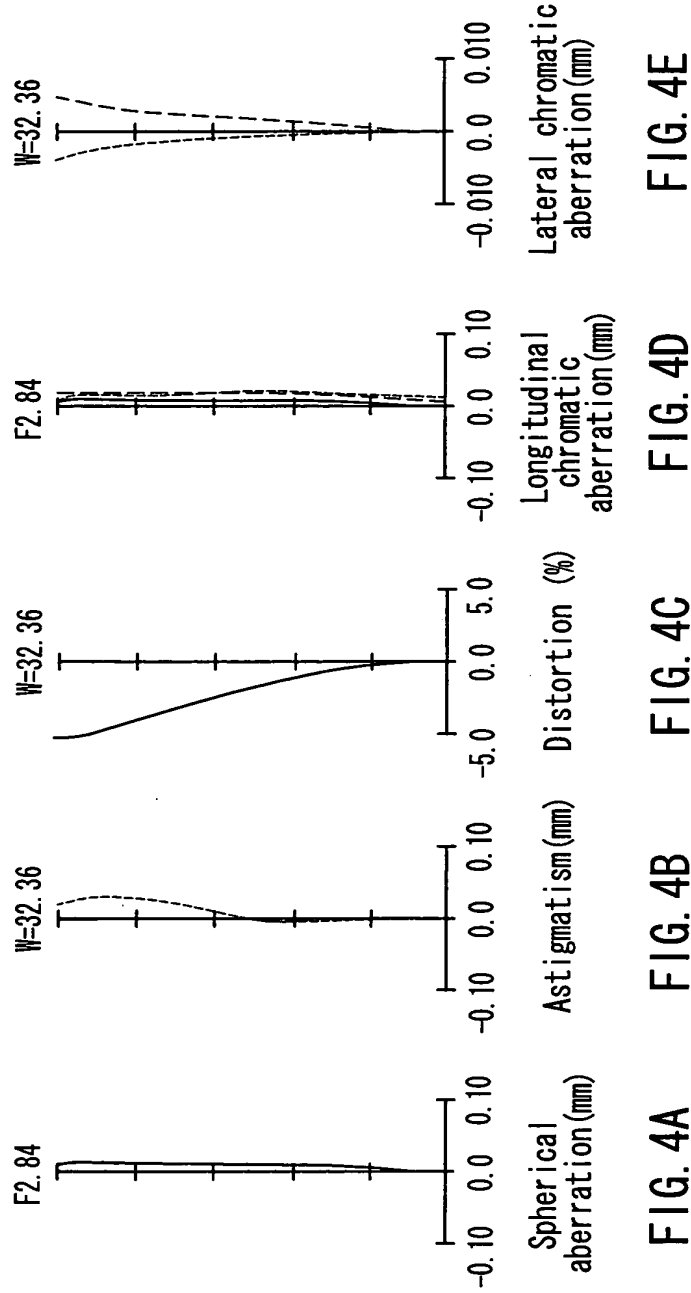 F2. 84
-0. 10
0. 0
0. 10
Spherical
aberration(mm)
FIG. 4A
W=32. 36
-0. 10
0. 0
0. 10
Astigmatism(mm)
FIG. 4B
W=32. 36
-5. 0
0. 0
5. 0
Distortion (%)
FIG. 4C
F2. 84
-0. 10
0. 0
0. 10
Longitudinal
chromatic
aberration(mm)
FIG. 4D
W=32. 36
-0. 010
0. 0
0. 010
Lateral chromatic
aberration(mm)
FIG. 4E